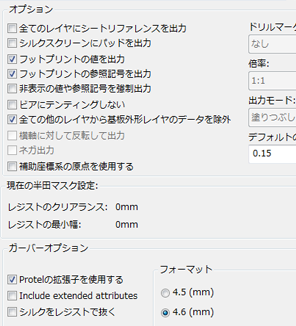 オプション
全てのレイヤにシートリファレンスを出力
シルクスクリーンにパッドを出力
フットプリントの値を出力
フットプリントの参照記号を出力
非表示の値や参照記号を強制出力
ビアにテンティングしない
全ての他のレイヤから基板外形レイヤのデータを除外
横軸に対して反転して出力
ネガ出力
補助座標系の原点を使用する
ドリルマーク
なし
倍率:
1:1
出力モード:
塗りつぶし
デフォルトの
0.15
現在の半田マスク設定:
レジストのクリアランス: 0mm
レジストの最小幅: 0mm
ガーバーオプション
Protelの拡張子を使用する
Include extended attributes
シルクをレジストで抜く
フォーマット
4.5 (mm)
4.6 (mm)